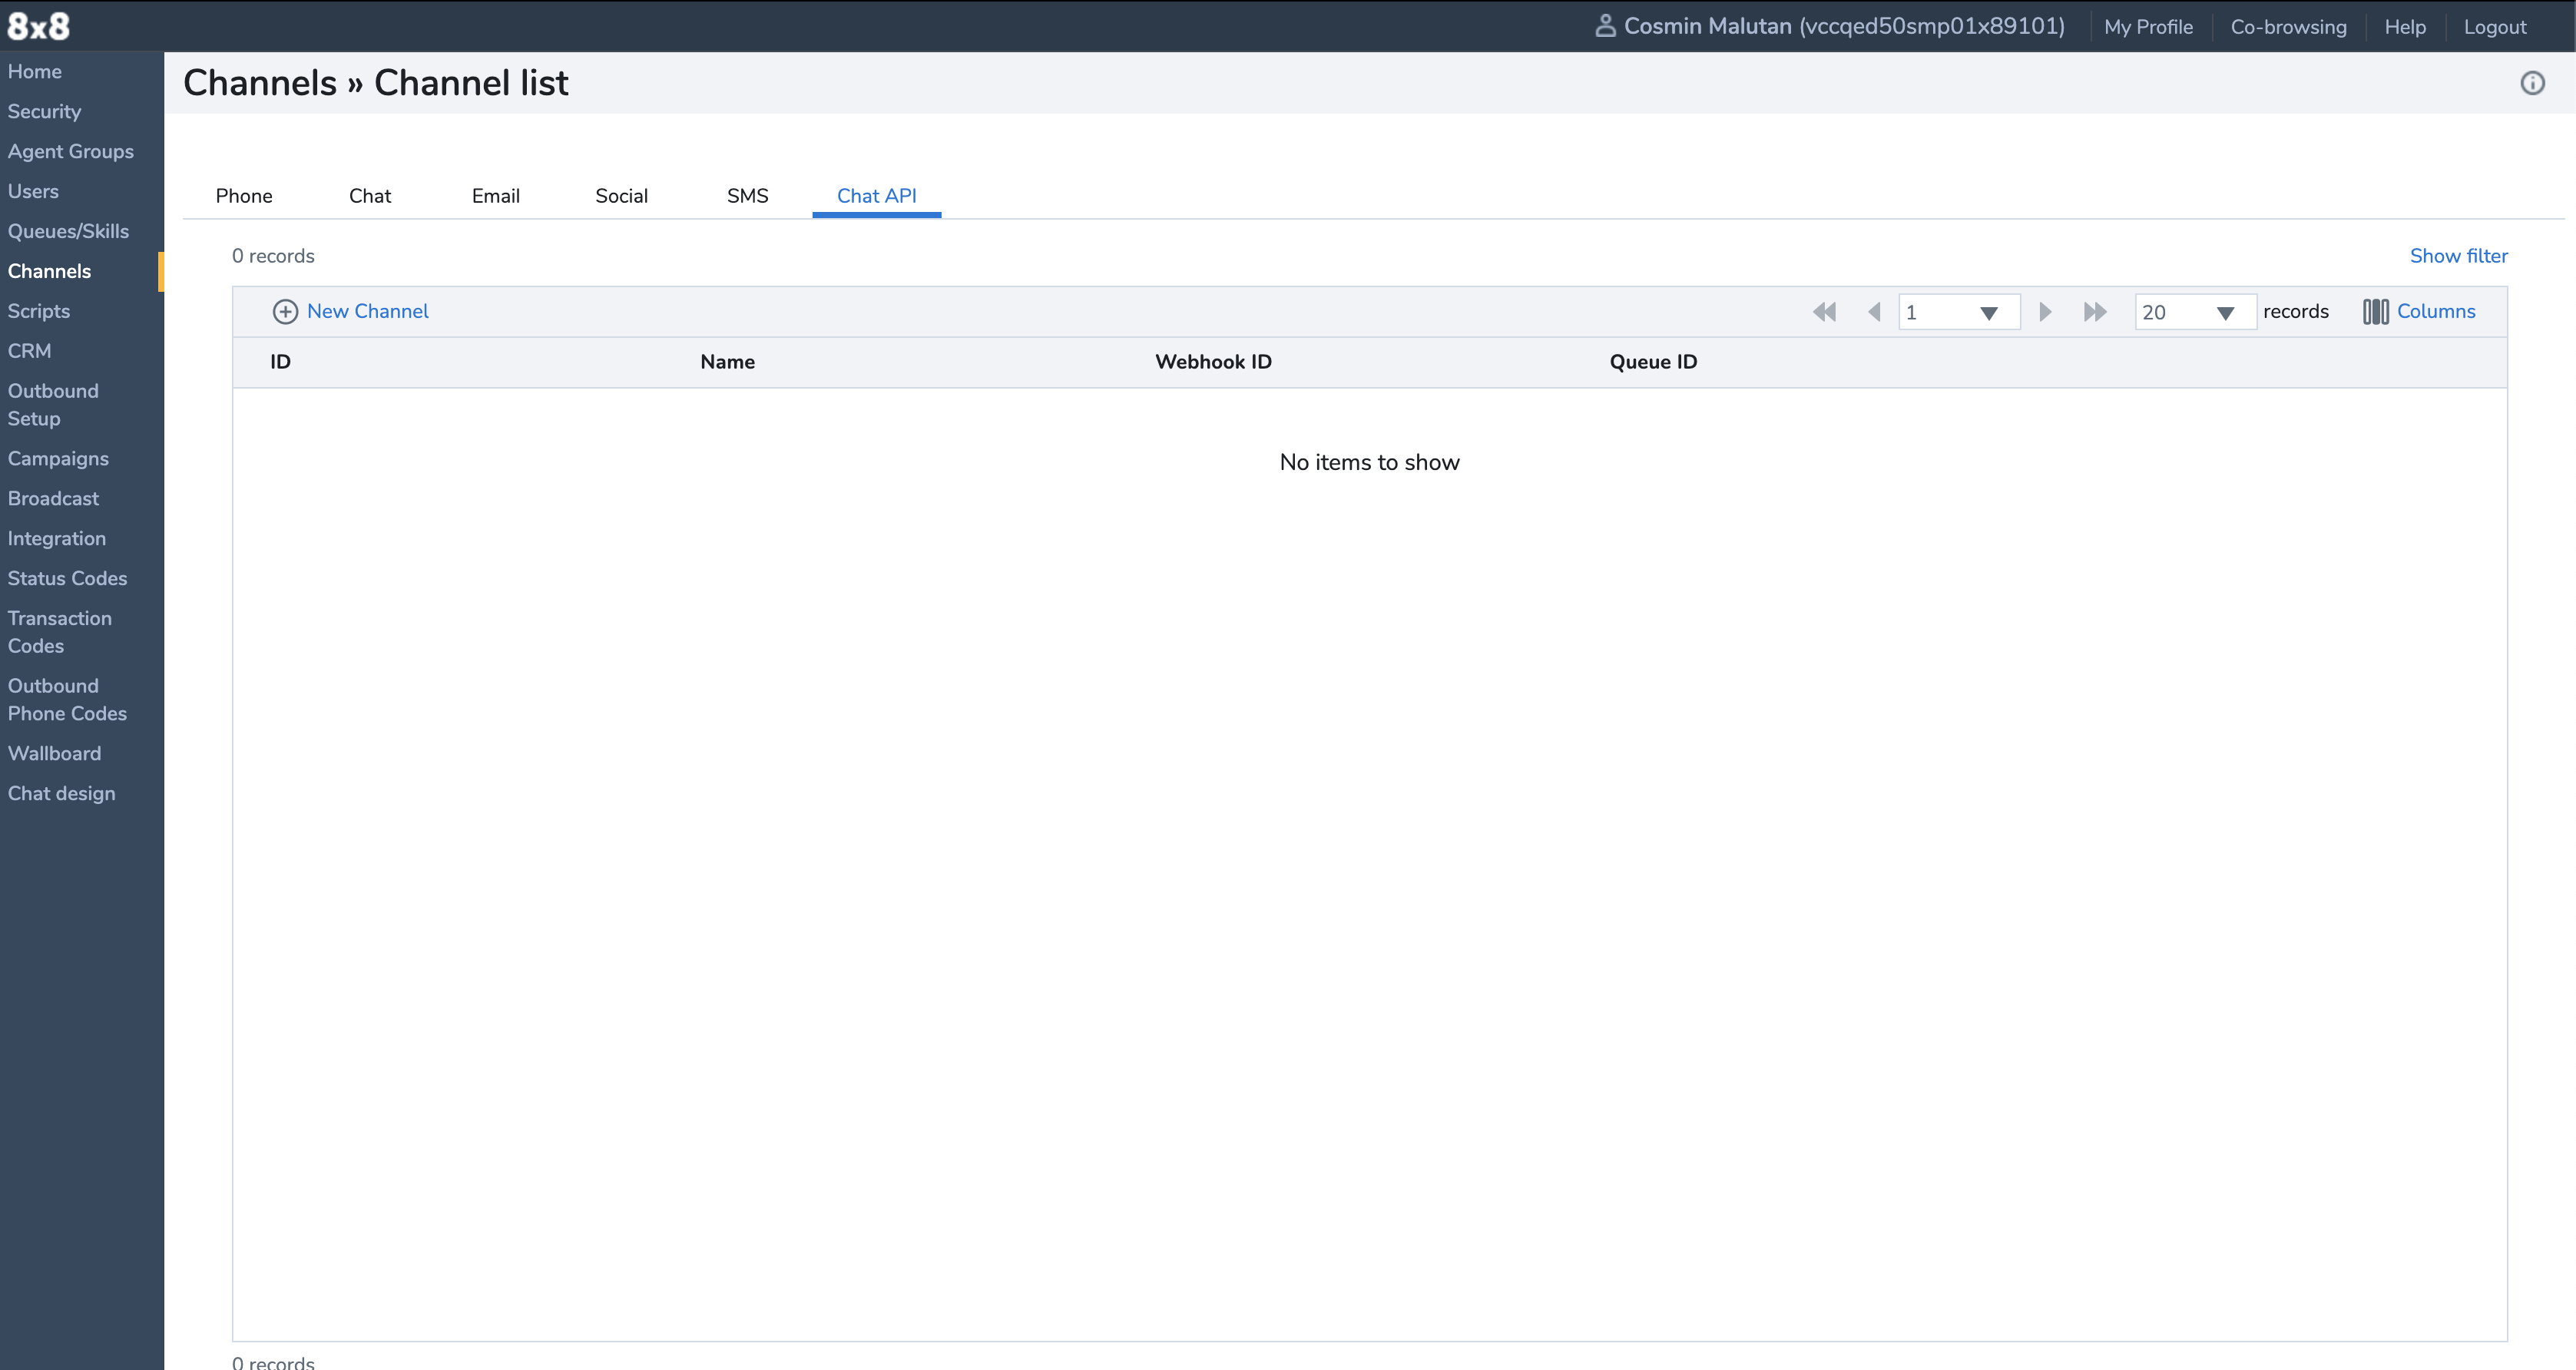 8x8
Cosmin Malutan (vccqed50smp01x89101)
My Profile
Co-browsing
Help
Logout
Home
Security
Agent Groups
Users
Queues/Skills
Channels
Scripts
CRM
Outbound
Setup
Campaigns
Broadcast
Integration
Status Codes
Transaction
Codes
Outbound
Phone Codes
Wallboard
Chat design
Channels » Channel list
Phone
Chat
Email
Social
SMS
Chat API
0 records
Show filter
New Channel
1
20
records
Columns
ID
Name
Webhook ID
Queue ID
No items to show
0 records